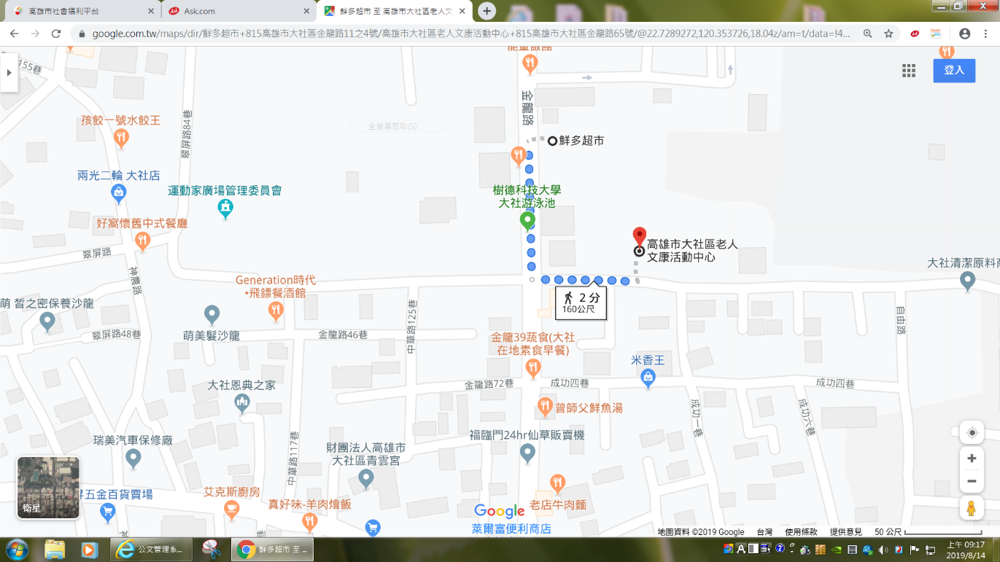 高雄市社會福利平台
Ask.com
鮮多超市 至 高雄市大社區老人文
google.com.tw/maps/dir/鮮多超市+815高雄市大社區金龍路11之4號/高雄市大社區老人文康活動中心+815高雄市大社區金龍路65號/@22.7289272,120.353726,18.04z/am=t/data=!4...
登入
能量飯團
155巷
金龍路
翠屏路84巷
孩餃一號水餃王
全螢幕剪取(S)
鮮多超市
兩光二輪 大社店
運動家廣場管理委員會
樹德科技大學
大社游泳池
好窩懷舊中式餐廳
高雄市大社區老人
文康活動中心
翠屏路
神農路
大社清潔原料商
Generation時代
•飛鏢餐酒館
2 分
160公尺
萌 皙之密保養沙龍
中華路125巷
自由路
翠屏路48巷
萌美髮沙龍
金龍路46巷
金龍39蔬食(大社
在地素食早餐)
米香王
大社恩典之家
金龍路72巷
成功四巷
成功四巷
曾師父鮮魚湯
成功一巷
成功六巷
瑞美汽車保修廠
中華路117巷
財團法人高雄市
大社區青雲宮
福臨門24hr仙草販賣機
五金百貨賣場
艾克斯廚房
真好味-羊肉燴飯
老店牛肉麵
衛星
Google
萊爾富便利商店
地圖資料 ©2019 Google
台灣
使用條款
提供意見
50 公尺
公文管理系...
鮮多超市 至 ...
上午 09:17
2019/8/14